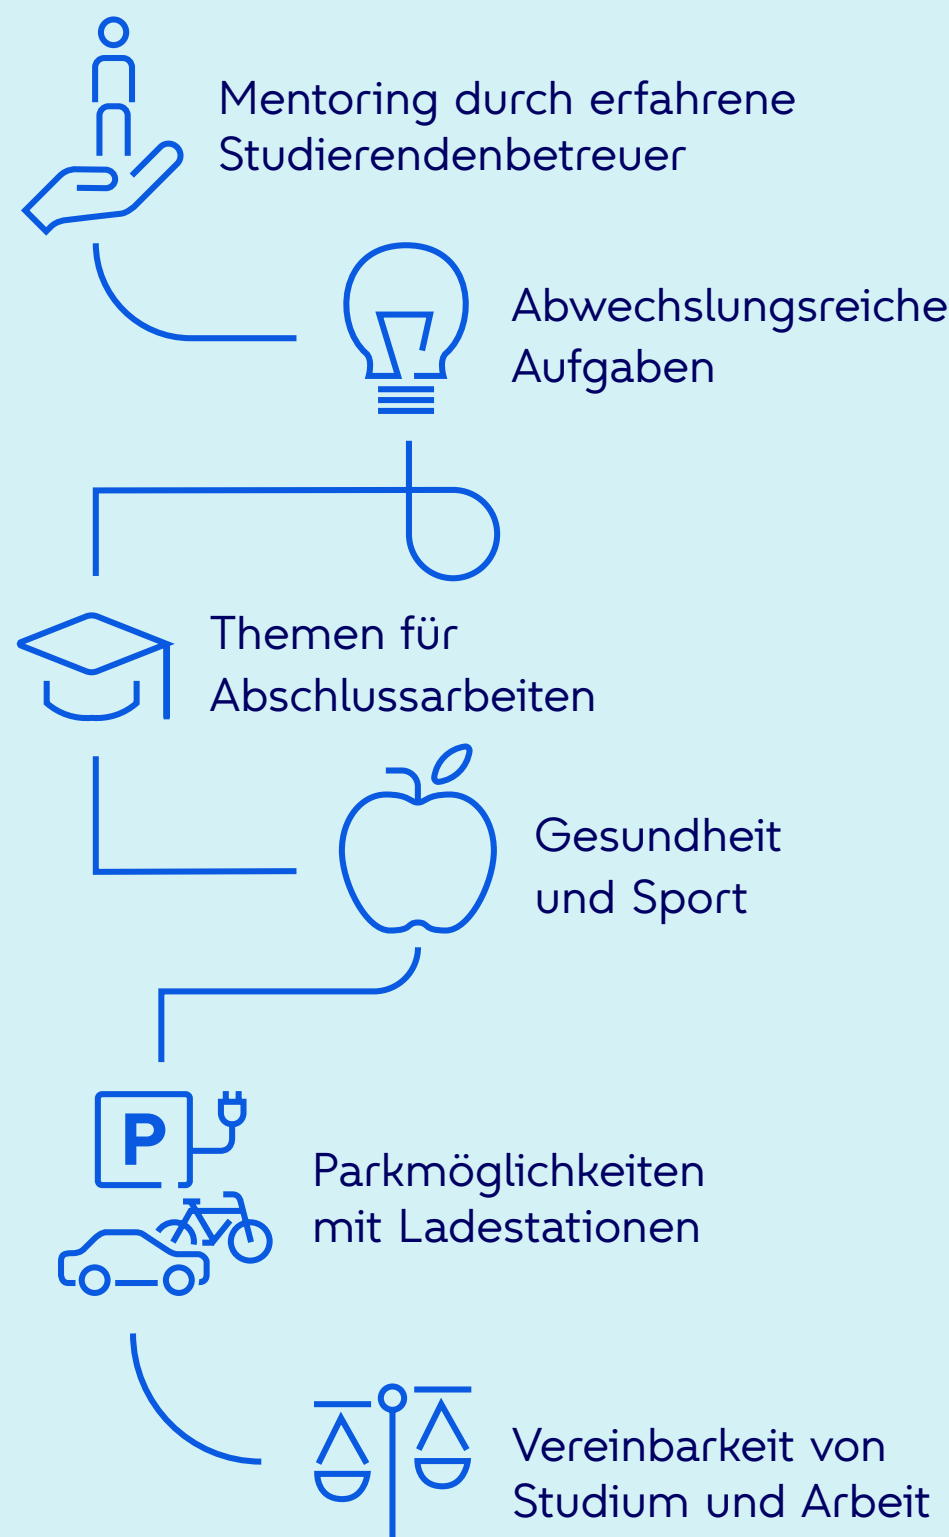 Mentoring durch erfahrene
Studierendenbetreuer
Abwechslungsreiche
Aufgaben
Themen für
Abschlussarbeiten
Gesundheit
und Sport
P
Parkmöglichkeiten
mit Ladestationen
Vereinbarkeit von
Studium und Arbeit